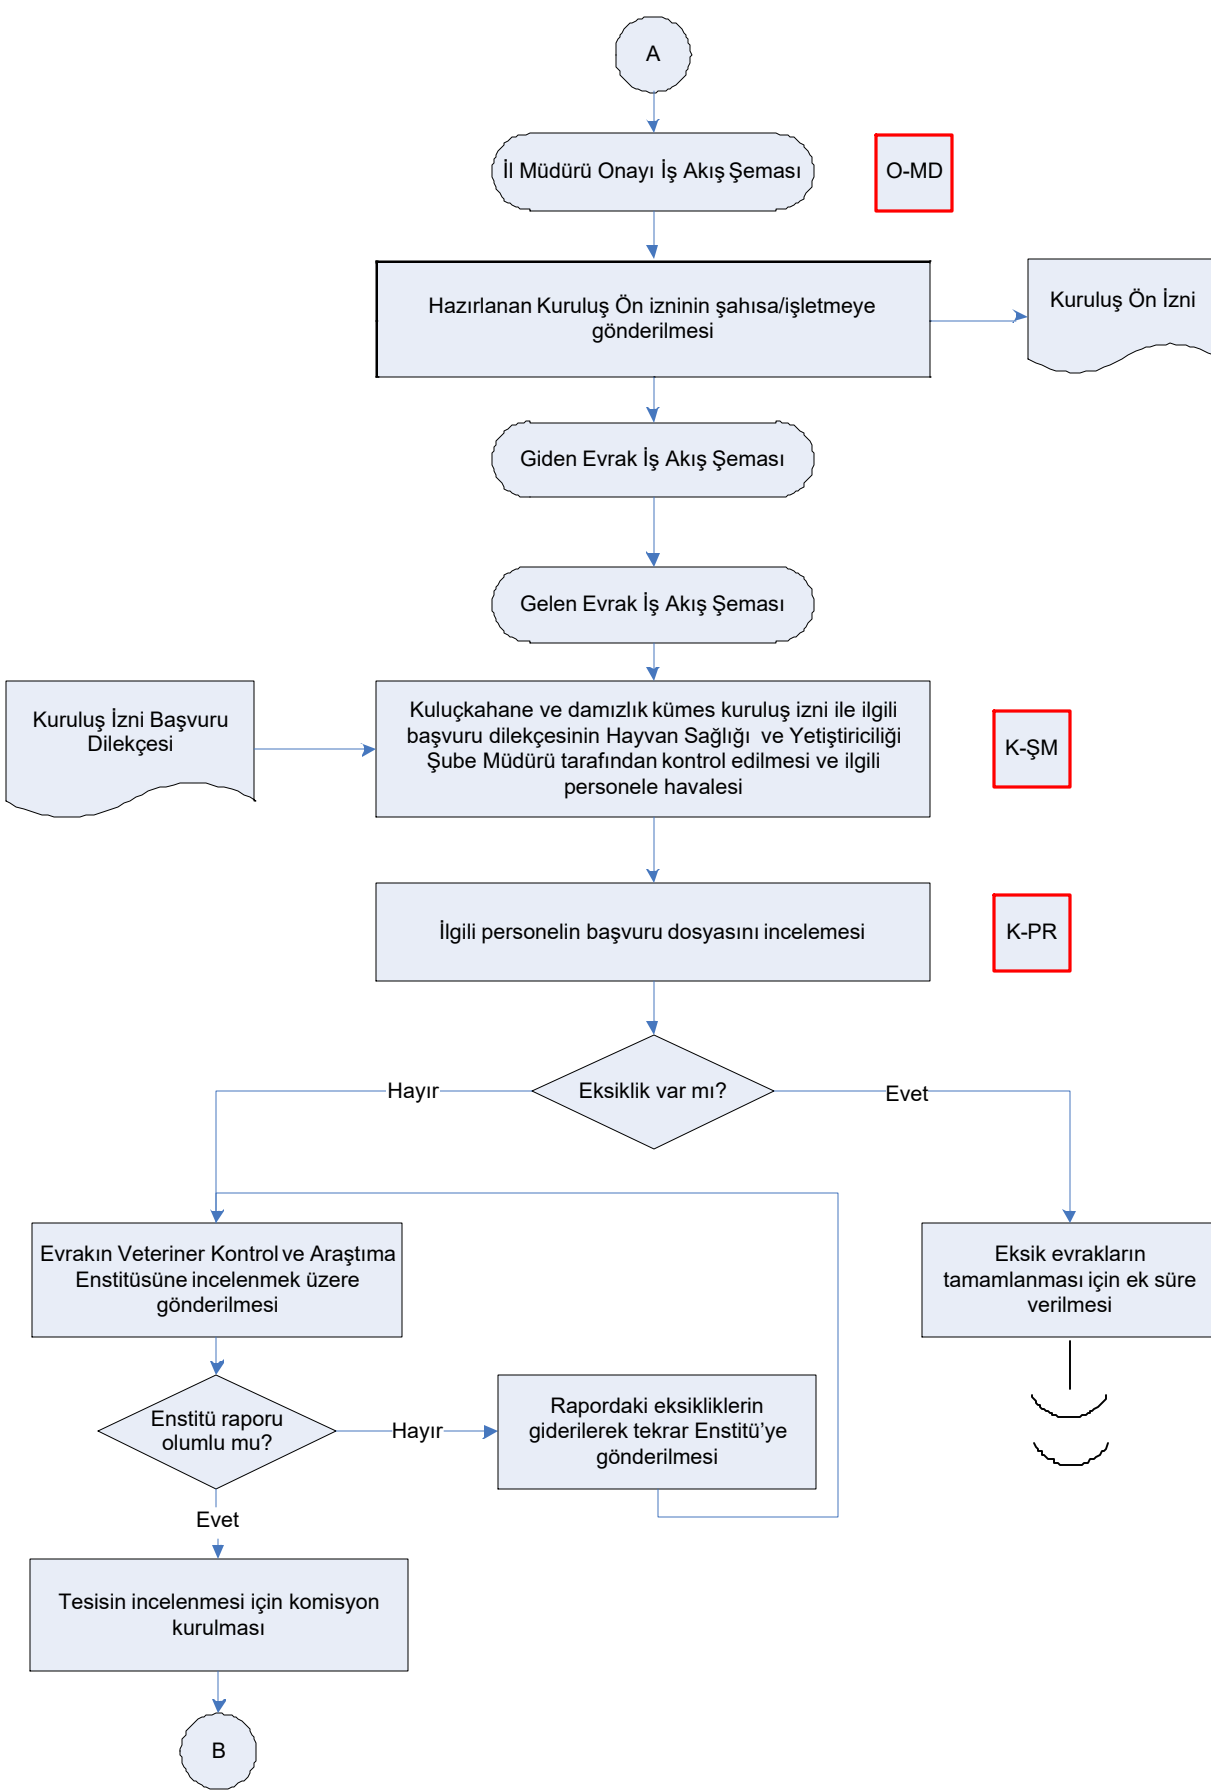 A
İl Müdürü Onayı İş Akış Şeması
O-MD
Hazırlanan Kuruluş Ön izninin şahısa/işletmeye
gönderilmesi
Kuruluş Ön İzni
Giden Evrak İş Akış Şeması
Gelen Evrak İş Akış Şeması
Kuruluş İzni Başvuru
Dilekçesi
Kuluçkahane ve damızlık kümes kuruluş izni ile ilgili
başvuru dilekçesinin Hayvan Sağlığı ve Yetiştiriciliği
Şube Müdürü tarafından kontrol edilmesi ve ilgili
personele havalesi
K-ŞM
İlgili personelin başvuru dosyasını incelemesi
K-PR
Eksiklik var mı?
Hayır
Evet
Evrakın Veteriner Kontrol ve Araştıma
Enstitüsüne incelenmek üzere
gönderilmesi
Eksik evrakların
tamamlanması için ek süre
verilmesi
Enstitü raporu
olumlu mu?
Hayır
Rapordaki eksikliklerin
giderilerek tekrar Enstitü’ye
gönderilmesi
Evet
Tesisin incelenmesi için komisyon
kurulması
B